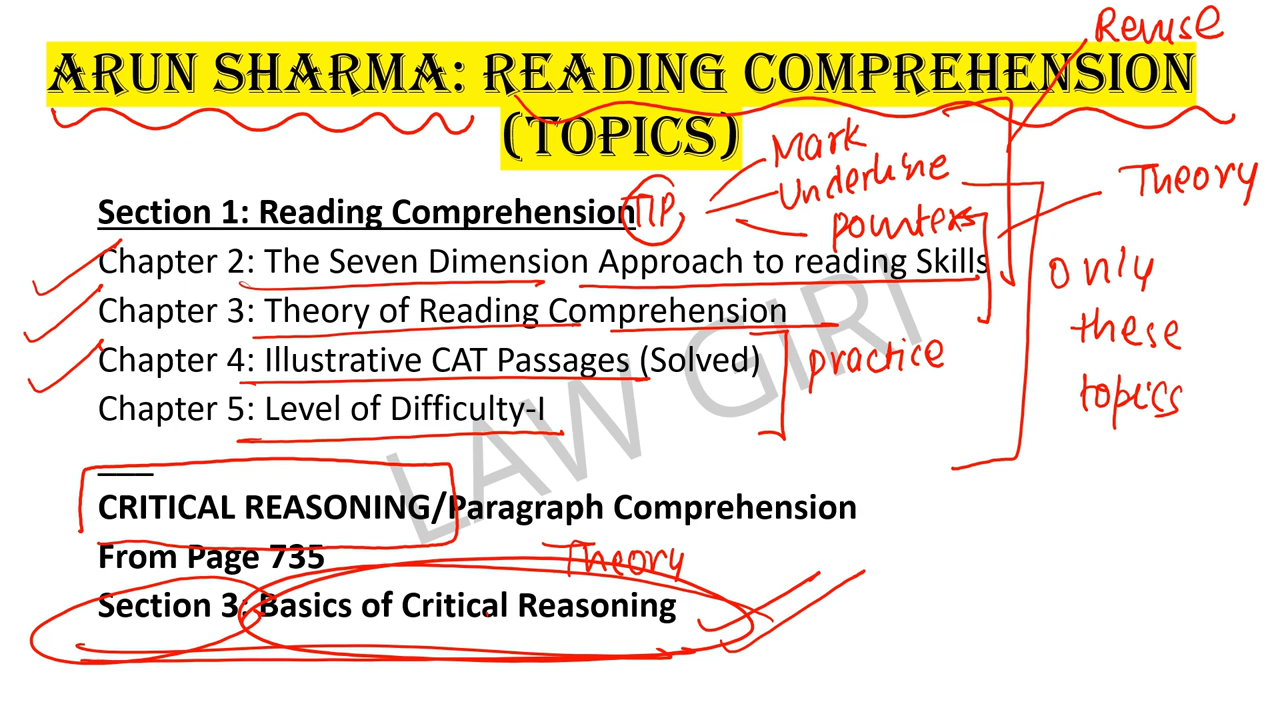 Revise
ARUN SHARMA: READING COMPREHENSION
(TOPICS)
Mark
Underline
pointers
TIP,
Theory
Section 1: Reading Comprehension
Chapter 2: The Seven Dimension Approach to reading Skills
Chapter 3: Theory of Reading Comprehension
Chapter 4: Illustrative CAT Passages (Solved)
Chapter 5: Level of Difficulty-I
practice
only
these
topics
LAW GIRI
CRITICAL REASONING/Paragraph Comprehension
From Page 735
Theory
Section 3: Basics of Critical Reasoning